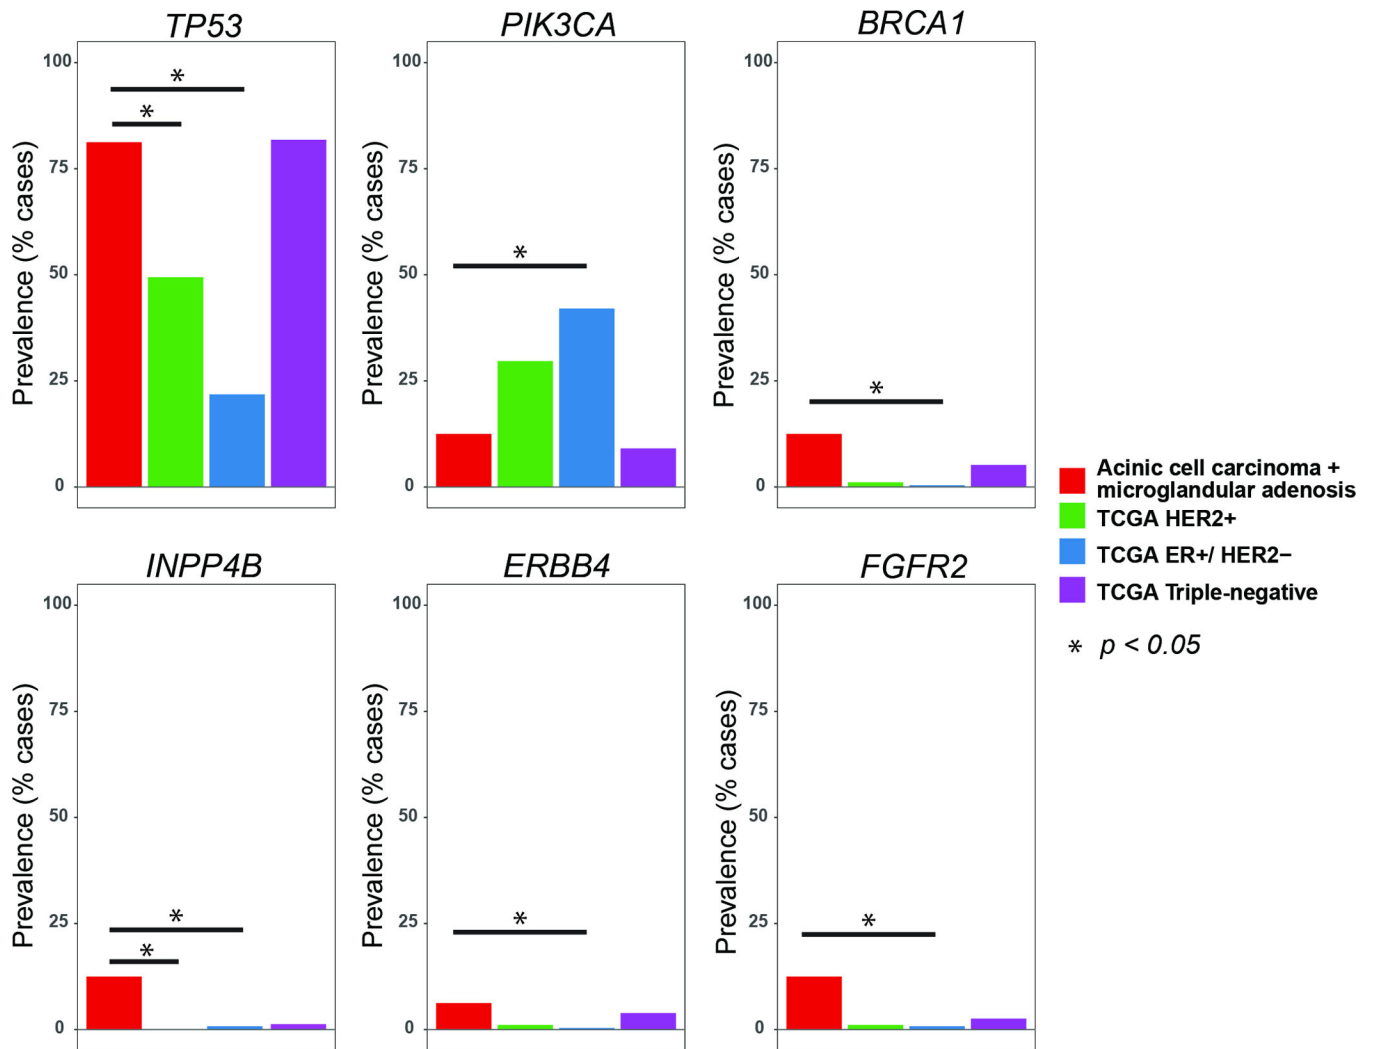 TP53
PIK3CA
BRCA1
Prevalence (% cases)
100
75
50
25
0
*
*
Prevalence (% cases)
100
75
50
25
0
*
Prevalence (% cases)
100
75
50
25
0
*
INPP4B
ERBB4
FGFR2
Prevalence (% cases)
100
75
50
25
0
*
*
Prevalence (% cases)
100
75
50
25
0
*
Prevalence (% cases)
100
75
50
25
0
*
Acinic cell carcinoma +
microglandular adenosis
TCGA HER2+
TCGA ER+/ HER2−
TCGA Triple-negative
* p < 0.05